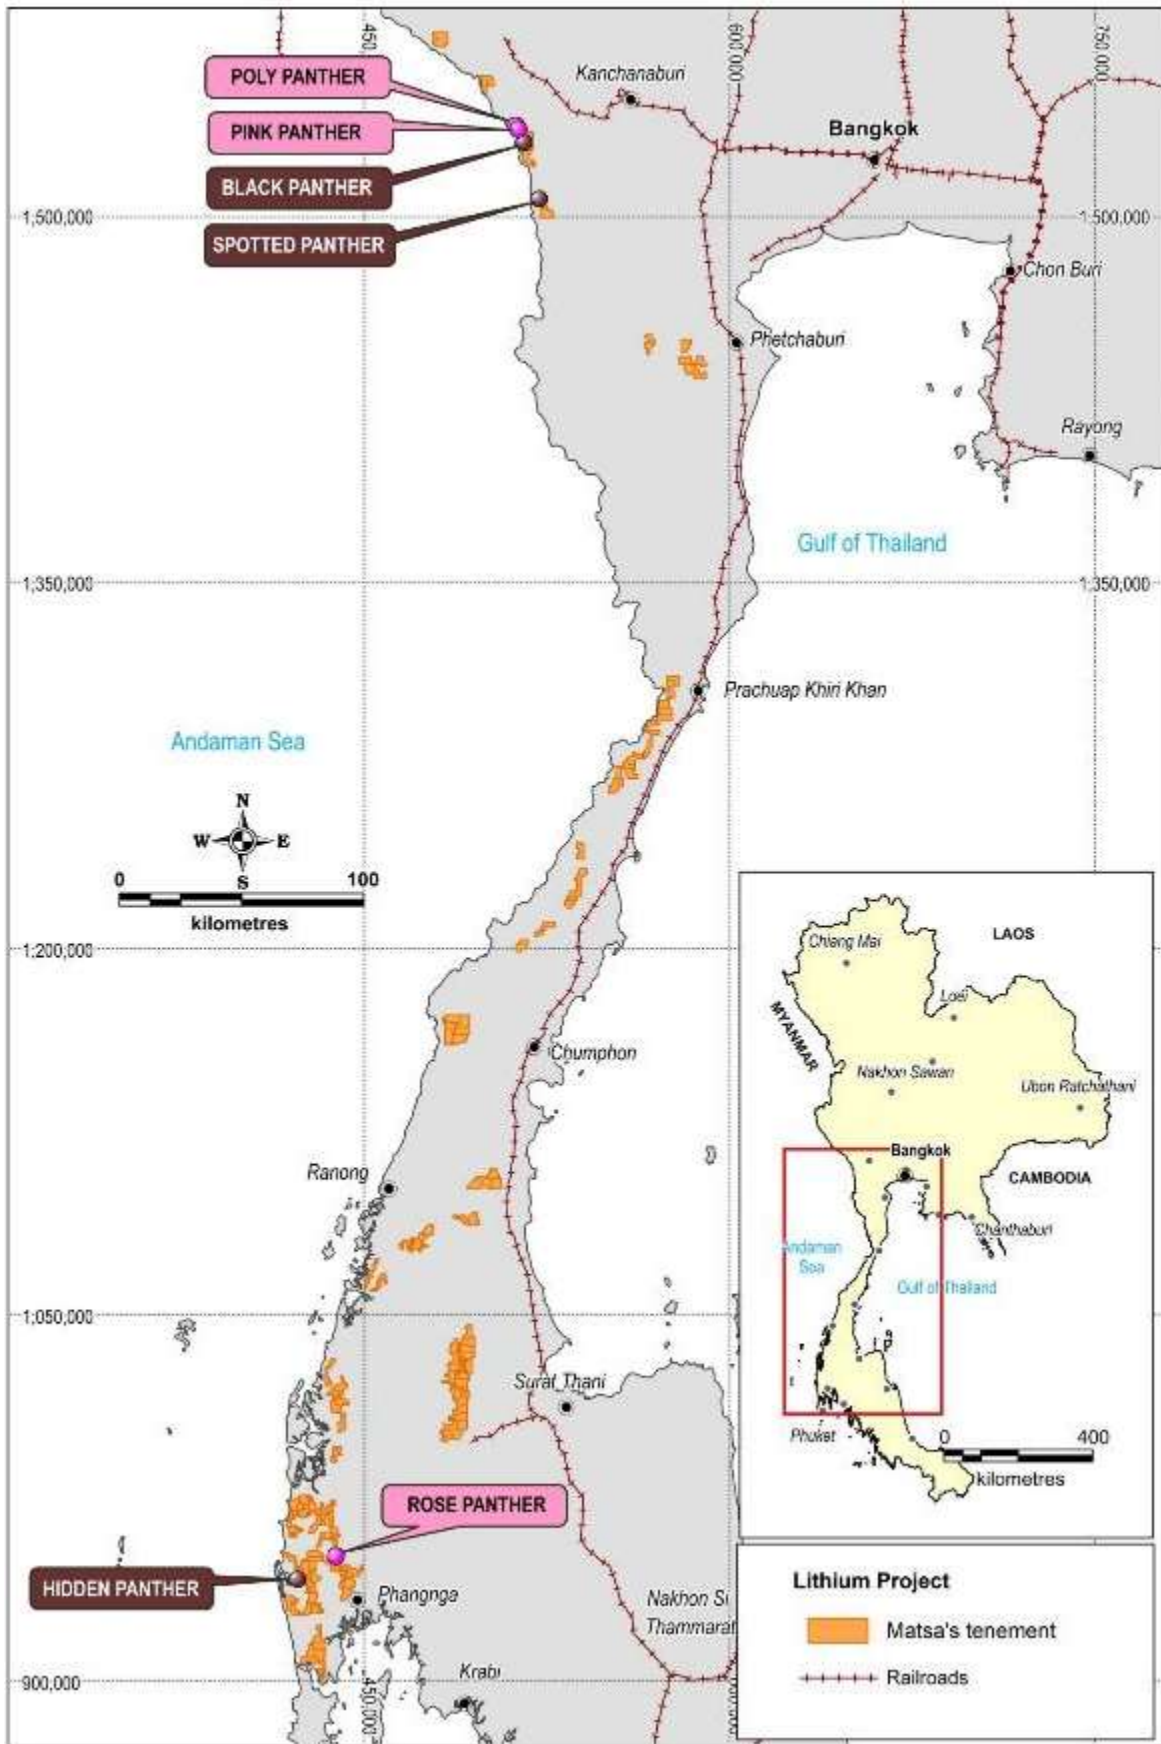 450,
600,000
750,000
POLY PANTHER
Kanchanaburi
PINK PANTHER
Bangkok
BLACK PANTHER
1,500,000
1,500,000
SPOTTED PANTHER
Chon Buri
Phetchaburi
Rayong
Gulf of Thailand
1,350,000
1,350,000
Prachuap Khiri Khan
Andaman Sea
N
W
E
S
0
100
kilometres
1,200,000
Chumphon
Ranong
1,050,000
Surat Thani
ROSE PANTHER
HIDDEN PANTHER
Phangnga
Nakhon Si
Thammarat
Krabi
900,000
450,000
Chiang Mai
LAOS
Loei
MYANMAR
Nakhon Sawan
Ubon Ratchathani
Bangkok
CAMBODIA
Chanthaburi
Andaman
Sea
Gulf of Thailand
Phuket
0
400
kilometres
Lithium Project
Matsa's tenement
Railroads